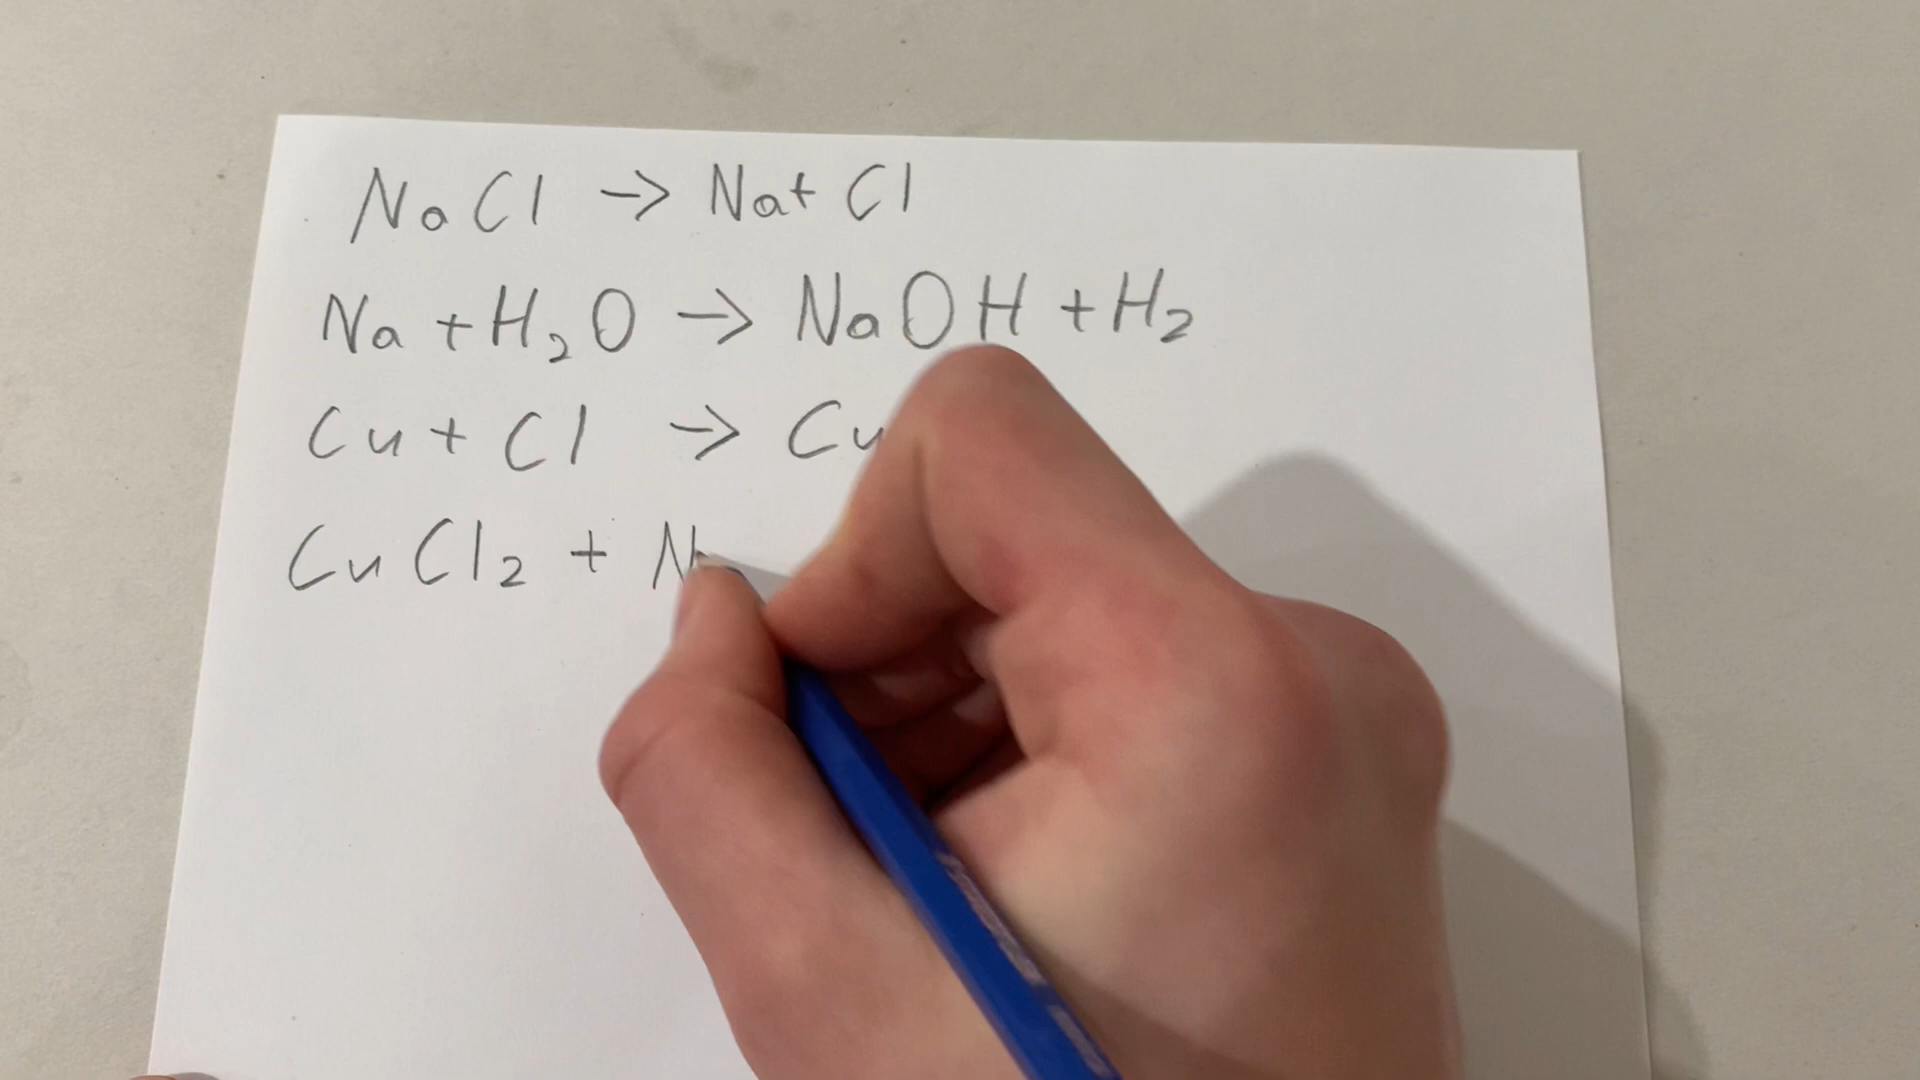 NaCl → Na + Cl
Na + H₂O → NaOH + H₂
Cu + Cl → Cu
CuCl₂ + N